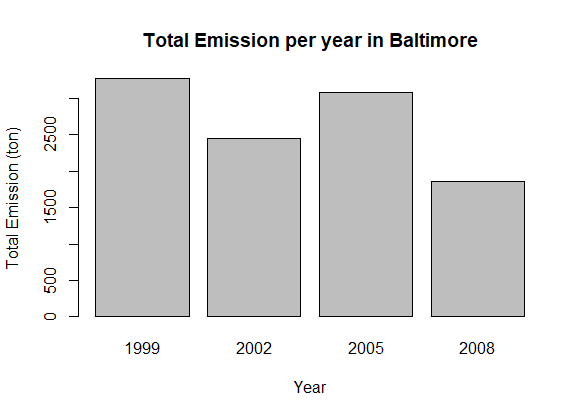 Total Emission per year in Baltimore
Total Emission (ton)
2500
1500
500
0
1999 2002 2005 2008
Year